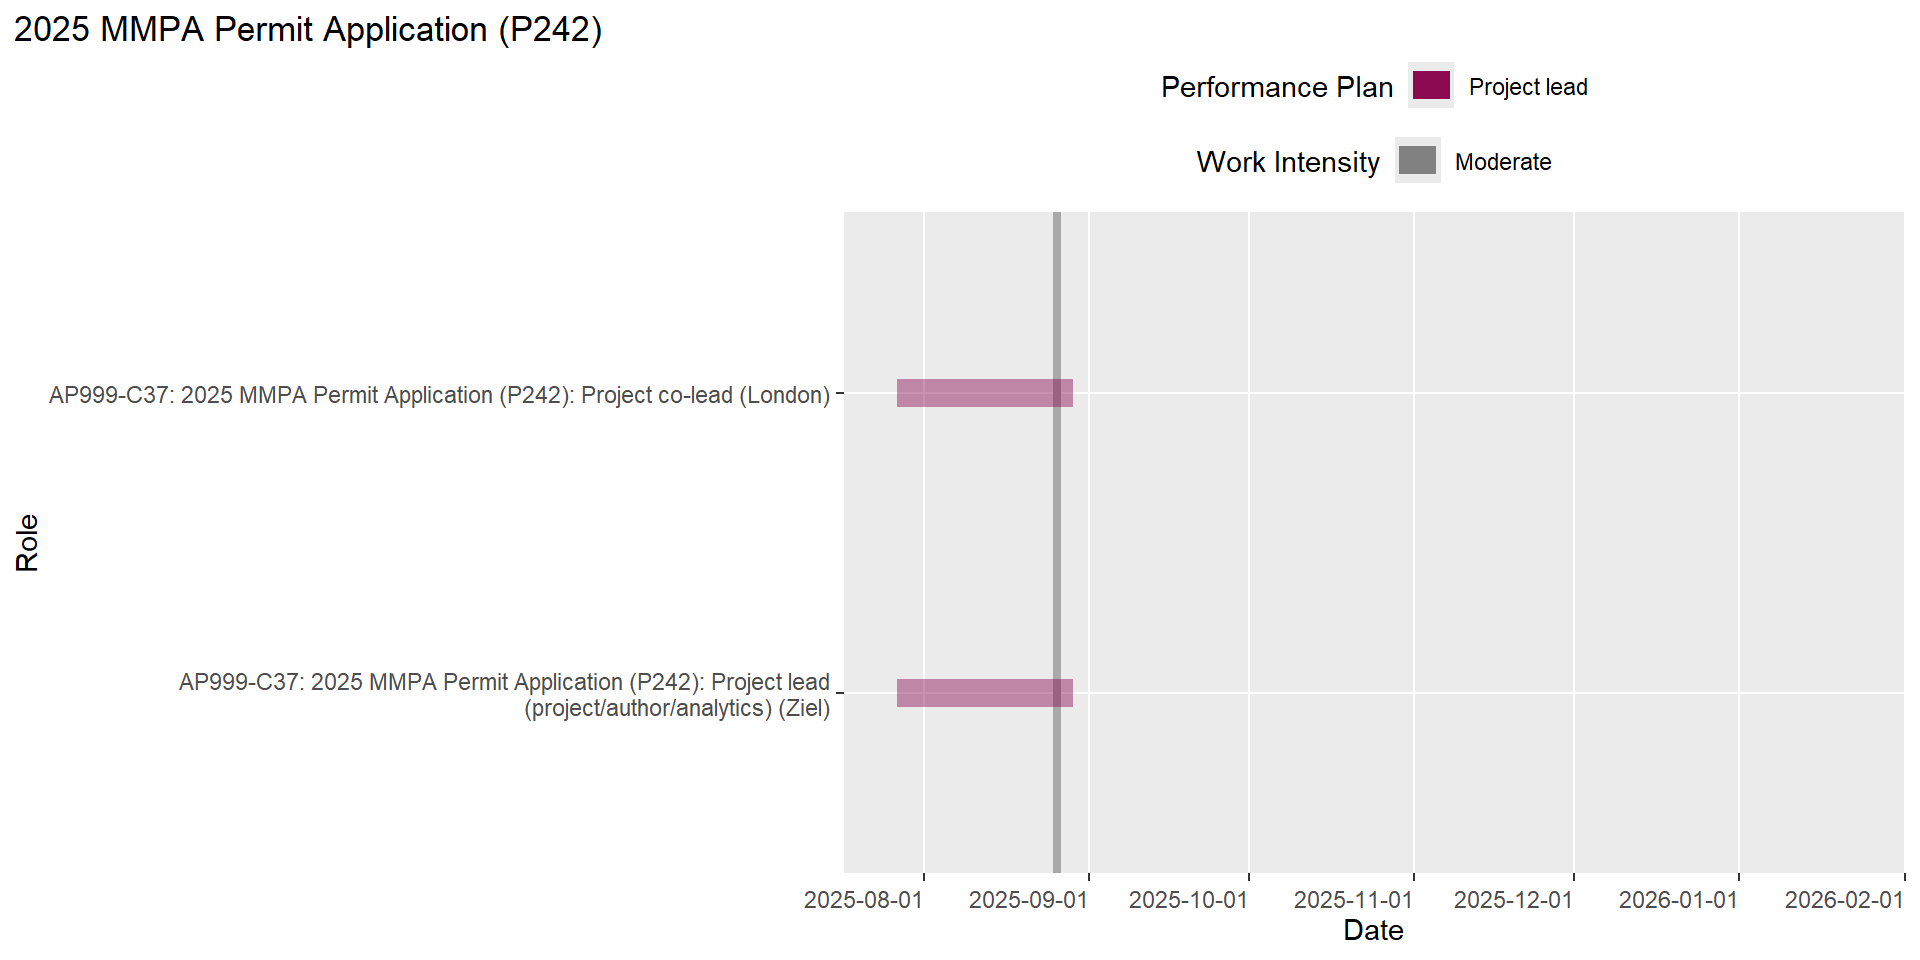 2025 MMPA Permit Application (P242)
Performance Plan Project lead
Work Intensity Moderate
AP999-C37: 2025 MMPA Permit Application (P242): Project co-lead (London)
Role
AP999-C37: 2025 MMPA Permit Application (P242): Project lead
(project/author/analytics) (Ziel)
2025-08-01 2025-09-01 2025-10-01 2025-11-01 2025-12-01 2026-01-01 2026-02-01
Date